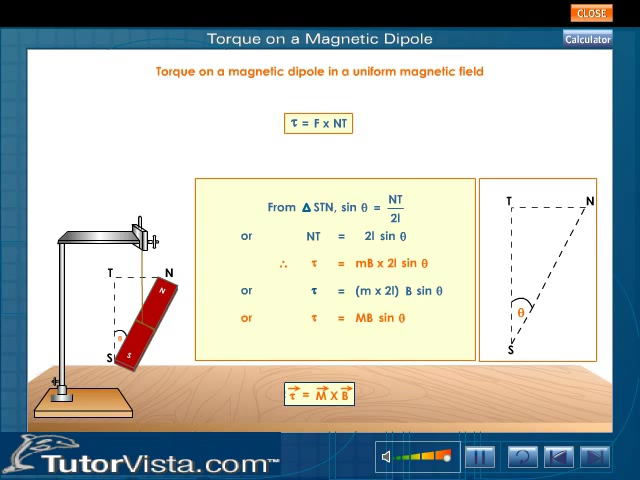 CLOSE
Torque on a Magnetic Dipole
Calculator
Torque on a magnetic dipole in a uniform magnetic field
τ = F x NT
From Δ STN, sin θ = NT
2l
or NT = 2l sin θ
∴ τ = mB x 2l sin θ
or τ = (m x 2l) B sin θ
or τ = MB sin θ
T N
N
θ
S
S
T N
θ
S
τ = M X B
TutorVista.com™